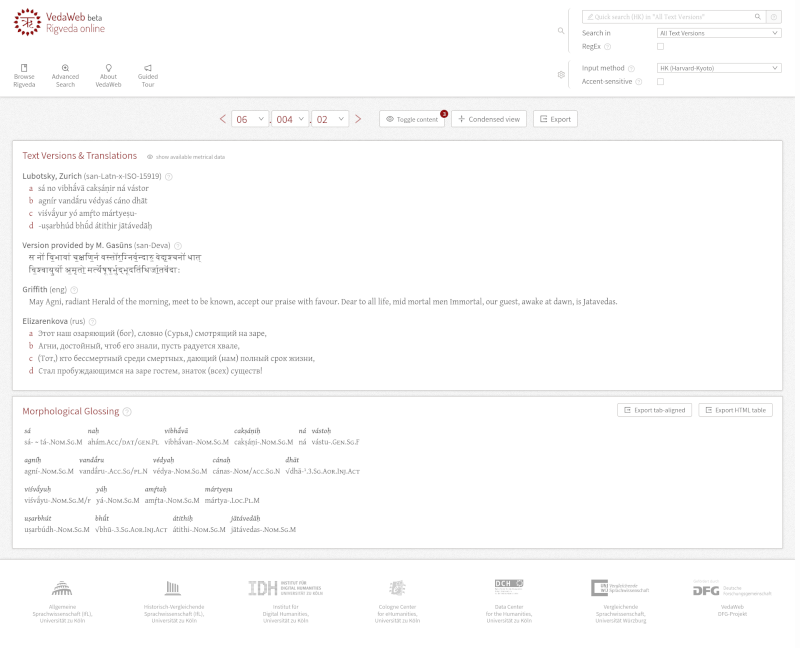 VedaWeb beta
Rigveda online
Quick search (HK) in "All Text Versions"
Search in All Text Versions
RegEx
Browse Rigveda
Advanced Search
About VedaWeb
Guided Tour
Input method HK (Harvard-Kyoto)
Accent-sensitive
06 . 004 . 02
Toggle content 3
Condensed view
Export
Text Versions & Translations show available metrical data
Lubotsky, Zurich (san-Latn-x-ISO-15919)
a sá no vibhā́vā cakṣáṇir ná vástor
b agnír vandā́ru védyaś cáno dhāt
c viśvā́yur yó amŕ̥to mártyeṣu-
d -uṣarbhúd bhū́d átithir jātávedāḥ
Version provided by M. Gasūns (san-Deva)
स नो॑ वि॒भावा॑ च॒क्षणि॒र्न वस्तो॑र॒ग्निर्व॒न्दारु॒ वेद्य॒श्चनो॑ धात्
वि॒श्वायु॒र्यो अ॒मृतो॒ मर्त्ये॑षूष॒र्भुद्भूदति॑थिर्जा॒तवे॑दाः
Griffith (eng)
May Agni, radiant Herald of the morning, meet to be known, accept our praise with favour. Dear to all life, mid mortal men Immortal, our guest, awake at dawn, is Jatavedas.
Elizarenkova (rus)
a Этот наш озаряющий (бог), словно (Сурья,) смотрящий на заре,
b Агни, достойный, чтоб его знали, пусть радуется хвале,
c (Тот,) кто бессмертный среди смертных, дающий (нам) полный срок жизни,
d Стал пробуждающимся на заре гостем, знаток (всех) существ!
Morphological Glossing
Export tab-aligned
Export HTML table
sá naḥ vibhā́vā cakṣáṇiḥ ná vástoḥ
sá- ~ tá-.Nom.Sg.M ahám.Acc/Dat/Gen.Pl vibhā́van-.Nom.Sg.M cakṣáṇi-.Nom.Sg.M ná vástu-.Gen.Sg.F
agníḥ vandā́ru védyaḥ cánaḥ dhāt
agní-.Nom.Sg.M vandā́ru-.Acc.Sg/Pl.N védya-.Nom.Sg.M cánas-.Nom/Acc.Sg.N √dhā-¹.3.Sg.Aor.Inj.Act
viśvā́yuḥ yáḥ amŕ̥taḥ mártyeṣu
viśvā́yu-.Nom.Sg.M/F yá-.Nom.Sg.M amŕ̥ta-.Nom.Sg.M mártya-.Loc.Pl.M
uṣarbhút bhū́t átithiḥ jātávedāḥ
uṣarbúdh-.Nom.Sg.M √bhū-.3.Sg.Aor.Inj.Act átithi-.Nom.Sg.M jātávedas-.Nom.Sg.M
IDH INSTITUT FÜR DIGITAL HUMANITIES UNIVERSITÄT ZU KÖLN
DCH
Vergleichende Sprachwissenschaft
DFG Deutsche Forschungsgemeinschaft
Allgemeine Sprachwissenschaft (IfL), Universität zu Köln
Historisch-Vergleichende Sprachwissenschaft (IfL), Universität zu Köln
Institut für Digital Humanities, Universität zu Köln
Cologne Center for eHumanities, Universität zu Köln
Data Center for the Humanities, Universität zu Köln
Vergleichende Sprachwissenschaft, Universität Würzburg
VedaWeb DFG-Projekt